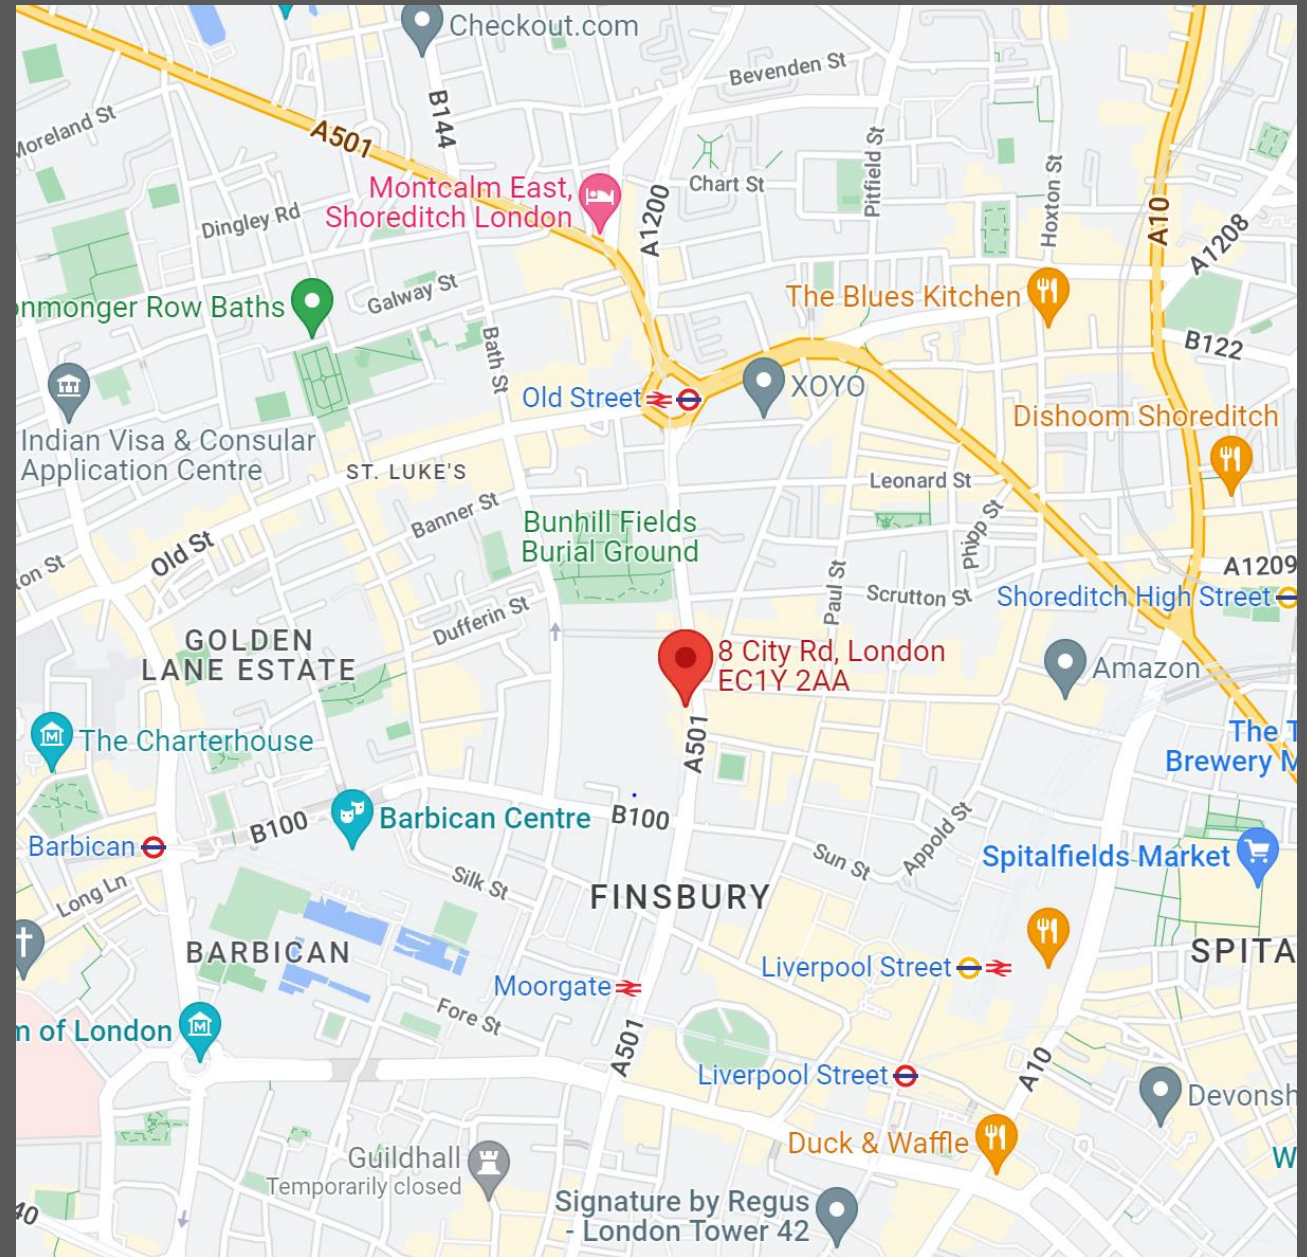 Checkout.com
Bevenden St
B144
Moreland St
A501
Pitfield St
Montcalm East,
Shoreditch London
Chart St
Hoxton St
A10
Dingley Rd
A1200
A1208
onmonger Row Baths
Galway St
The Blues Kitchen
B122
Bath St
Old Street
XOYO
Indian Visa & Consular
Application Centre
Dishoom Shoreditch
ST. LUKE'S
Leonard St
Banner St
Bunhill Fields
Burial Ground
Phipp St
Old St
ton St
A1209
Paul St
Scrutton St
Shoreditch High Street
Dufferin St
GOLDEN
LANE ESTATE
8 City Rd, London
EC1Y 2AA
Amazon
The Charterhouse
A501
The T
Brewery M
B100
Barbican Centre
B100
Barbican
Sun St
Appold St
Spitalfields Market
Long Ln
Silk St
FINSBURY
BARBICAN
SPITA
Liverpool Street
Moorgate
Fore St
m of London
A501
Liverpool Street
A10
Devonsh
Duck & Waffle
Guildhall
Temporarily closed
W
Signature by Regus
- London Tower 42
40